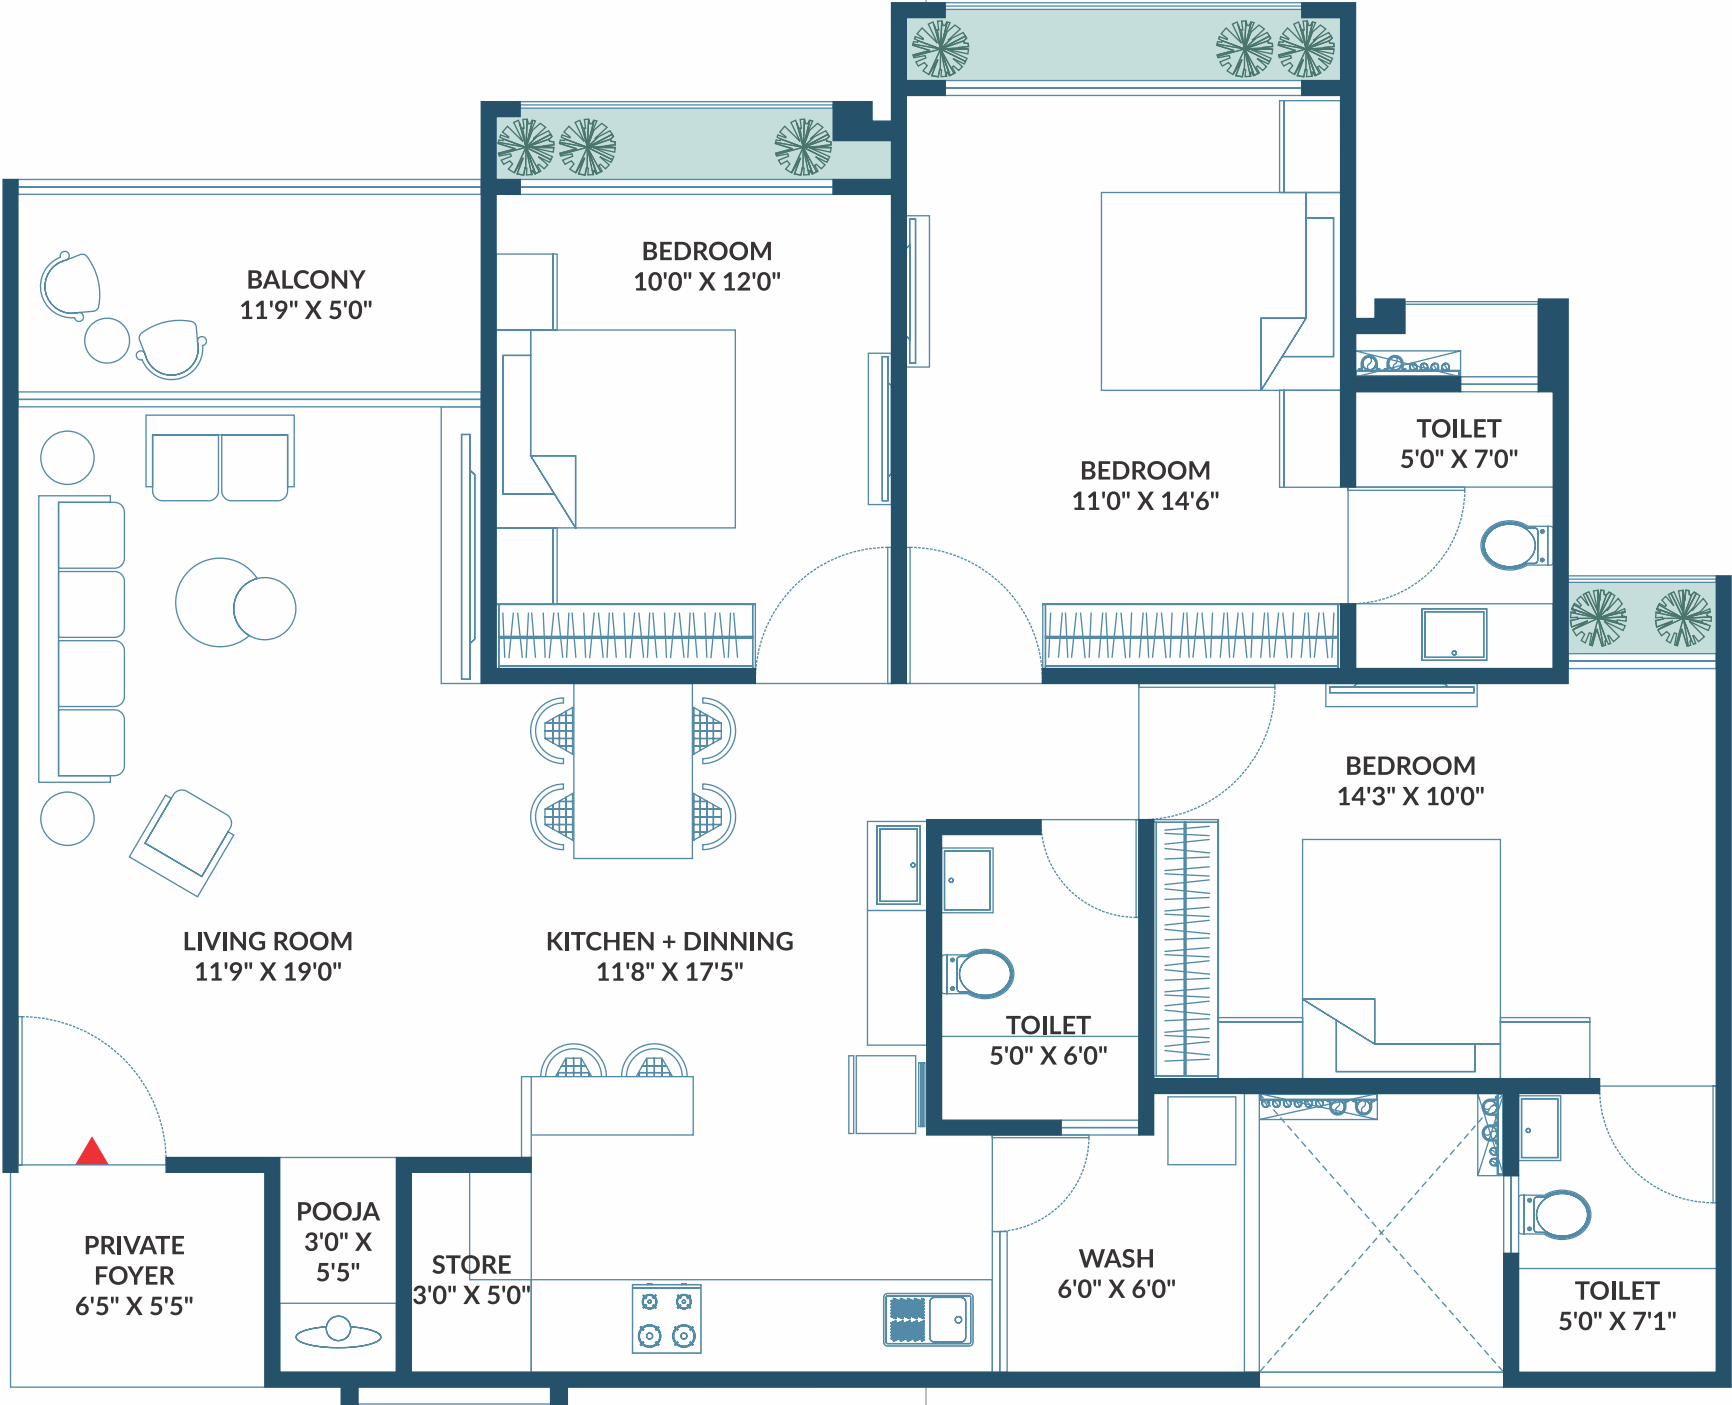 BEDROOM
10'0" X 12'0"
BALCONY
11'9" X 5'0"
TOILET
5'0" X 7'0"
BEDROOM
11'0" X 14'6"
BEDROOM
14'3" X 10'0"
LIVING ROOM
11'9" X 19'0"
KITCHEN + DINNING
11'8" X 17'5"
TOILET
5'0" X 6'0"
POOJA
3'0" X
5'5"
PRIVATE
FOYER
6'5" X 5'5"
STORE
3'0" X 5'0"
WASH
6'0" X 6'0"
TOILET
5'0" X 7'1"